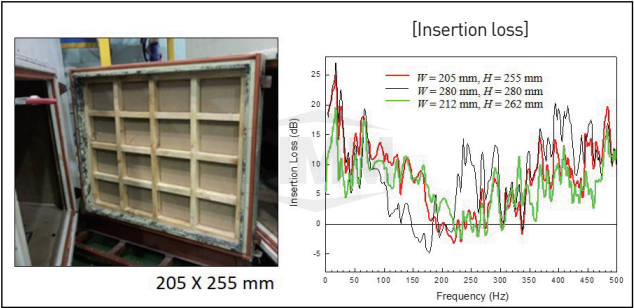 [Insertion loss]
W = 205 mm, H = 255 mm
W = 280 mm, H = 280 mm
W = 212 mm, H = 262 mm
Insertion Loss (dB)
25
20
15
10
5
0
-5
0 50 100 150 200 250 300 350 400 450 500
Frequency (Hz)
205 X 255 mm